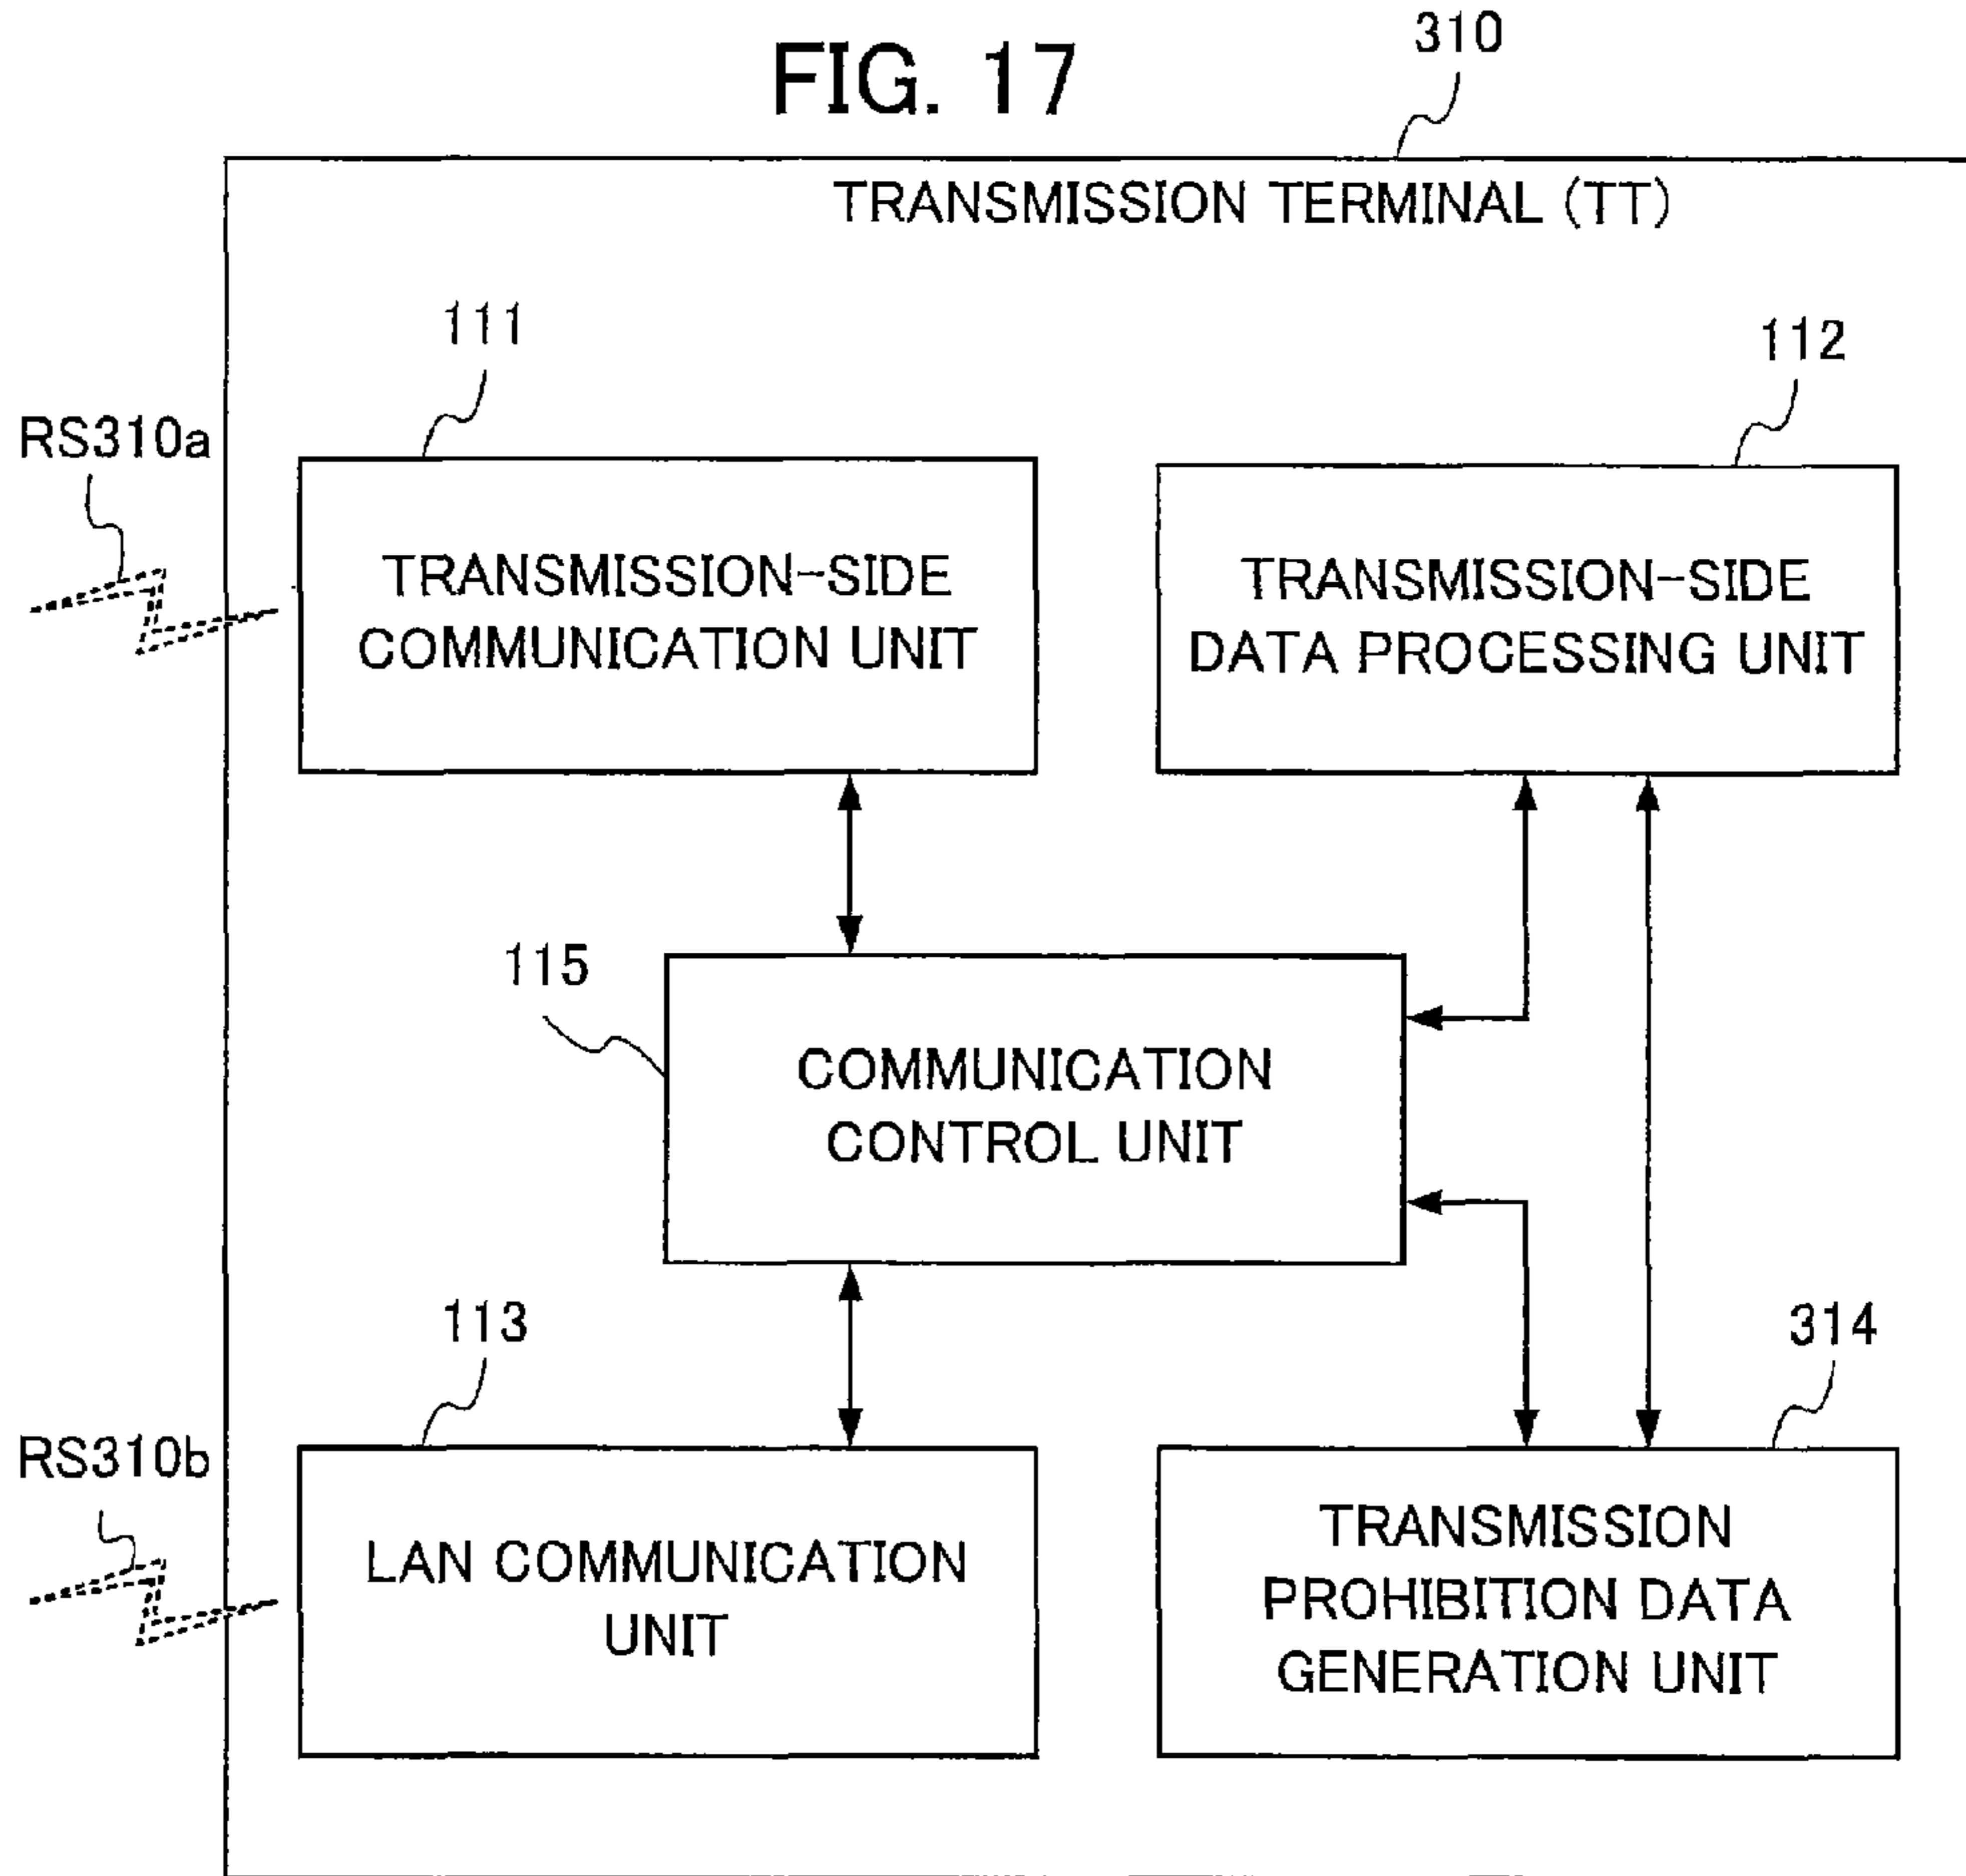 FIG. 17
310
TRANSMISSION TERMINAL (TT)
111
112
RS310a
TRANSMISSION-SIDE
COMMUNICATION UNIT
TRANSMISSION-SIDE
DATA PROCESSING UNIT
115
COMMUNICATION
CONTROL UNIT
113
314
RS310b
LAN COMMUNICATION
UNIT
TRANSMISSION
PROHIBITION DATA
GENERATION UNIT